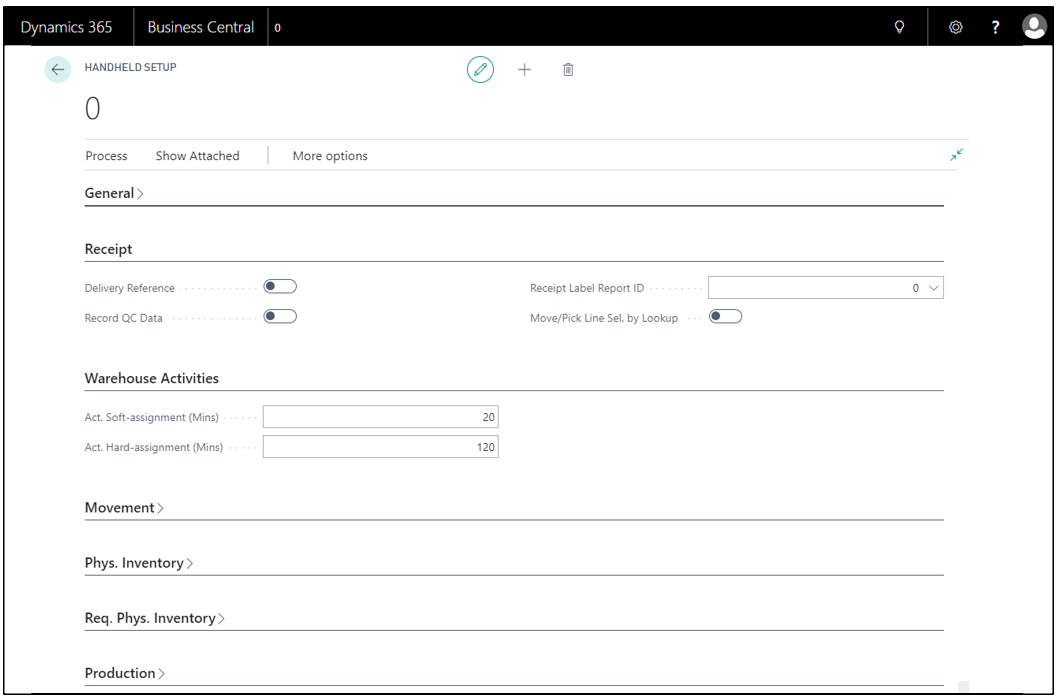 Dynamics 365 Business Central 0 ?
HANDHELD SETUP
0
Process Show Attached More options
General
Receipt
Delivery Reference Receipt Label Report ID 0
Record QC Data Move/Pick Line Sel. by Lookup
Warehouse Activities
Act. Soft-assignment (Mins) 20
Act. Hard-assignment (Mins) 120
Movement
Phys. Inventory
Req. Phys. Inventory
Production